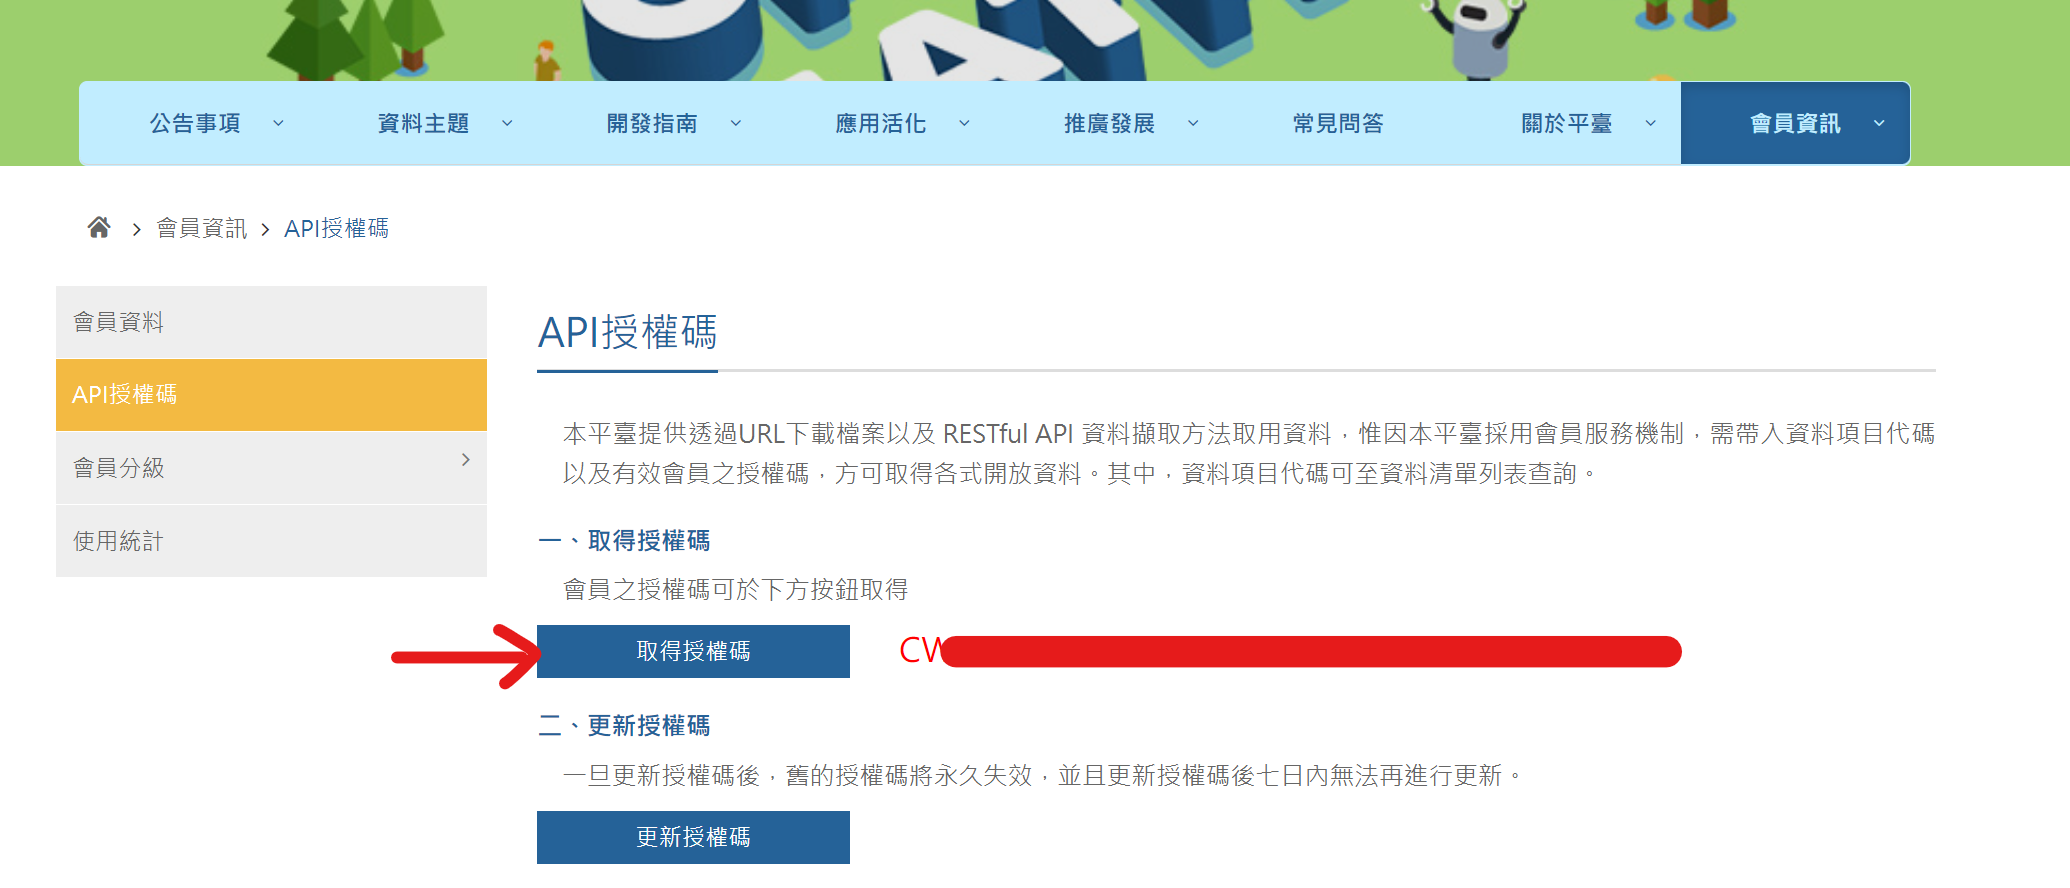 公告事項
資料主題
開發指南
應用活化
推廣發展
常見問答
關於平臺
會員資訊
會員資訊 > API授權碼
會員資料
API授權碼
會員分級
使用統計
API授權碼
本平臺提供透過URL下載檔案以及 RESTful API 資料擷取方法取用資料，惟因本平臺採用會員服務機制，需帶入資料項目代碼
以及有效會員之授權碼，方可取得各式開放資料。其中，資料項目代碼可至資料清單列表查詢。
一、取得授權碼
會員之授權碼可於下方按鈕取得
取得授權碼
CW
二、更新授權碼
一旦更新授權碼後，舊的授權碼將永久失效，並且更新授權碼後七日內無法再進行更新。
更新授權碼